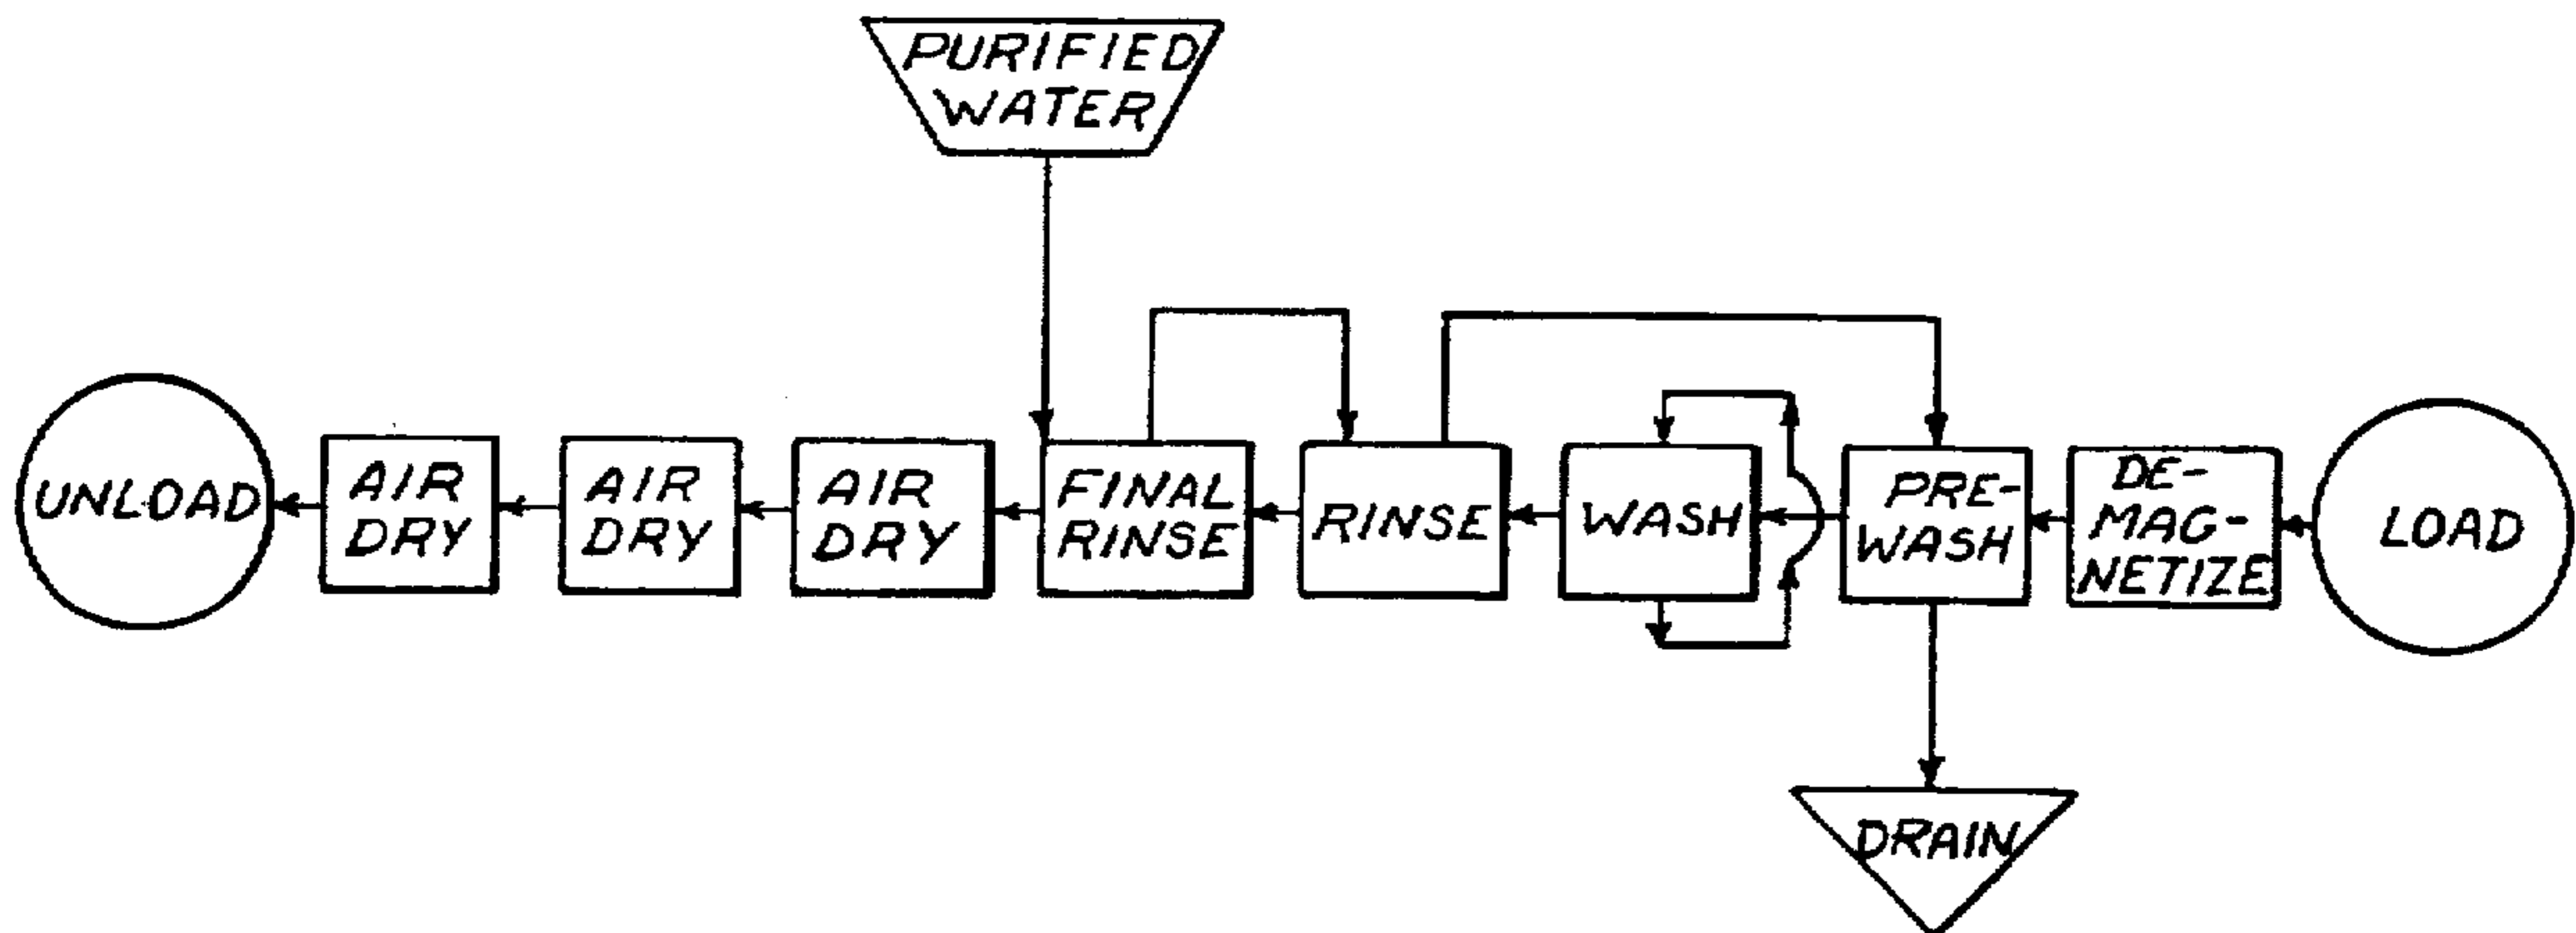 PURIFIED
WATER
UNLOAD
AIR
DRY
AIR
DRY
AIR
DRY
FINAL
RINSE
RINSE
WASH
PRE-
WASH
DE-
MAG-
NETIZE
LOAD
DRAIN